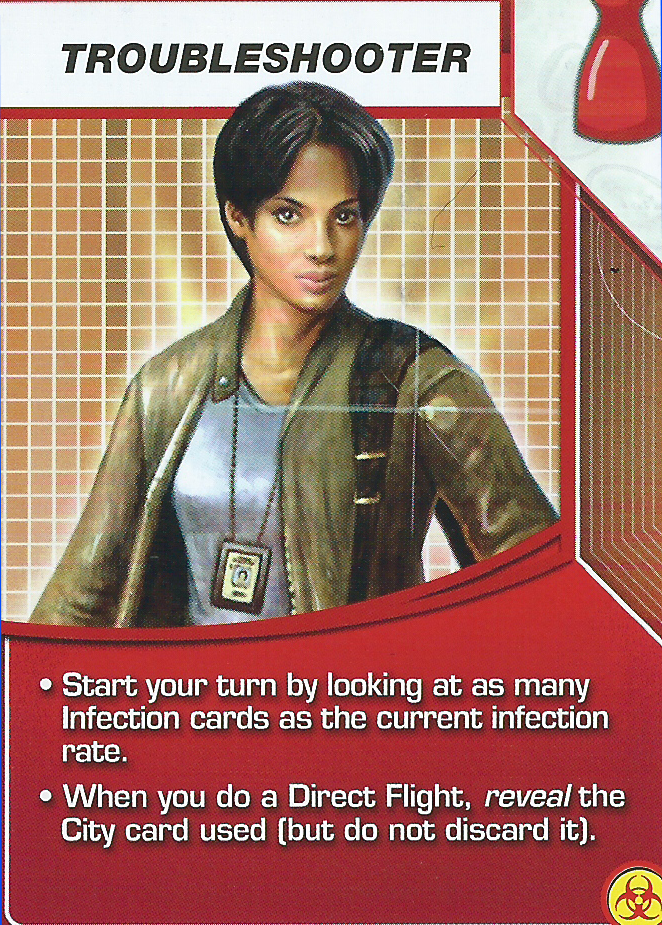 TROUBLESHOOTER
• Start your turn by looking at as many
Infection cards as the current infection
rate.
• When you do a Direct Flight, reveal the
City card used (but do not discard it).